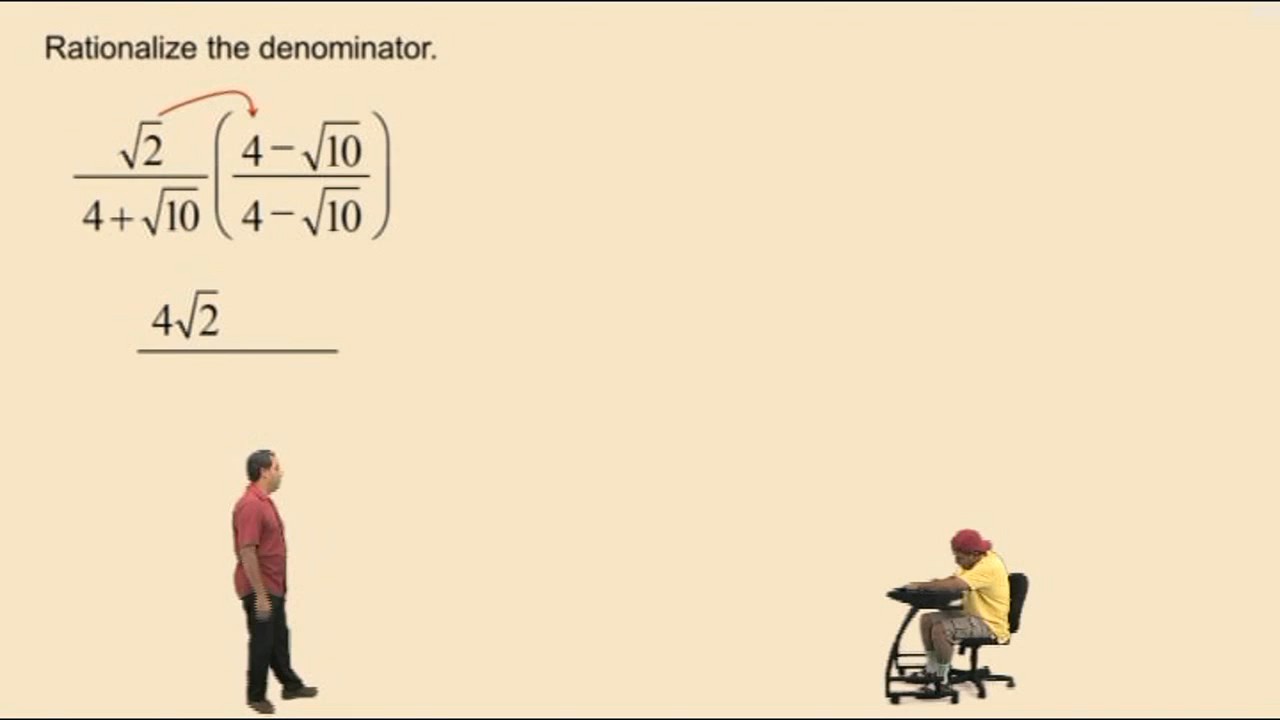 Rationalize the denominator.
√2 / (4 + √10) ( (4 − √10) / (4 − √10) )
4√2